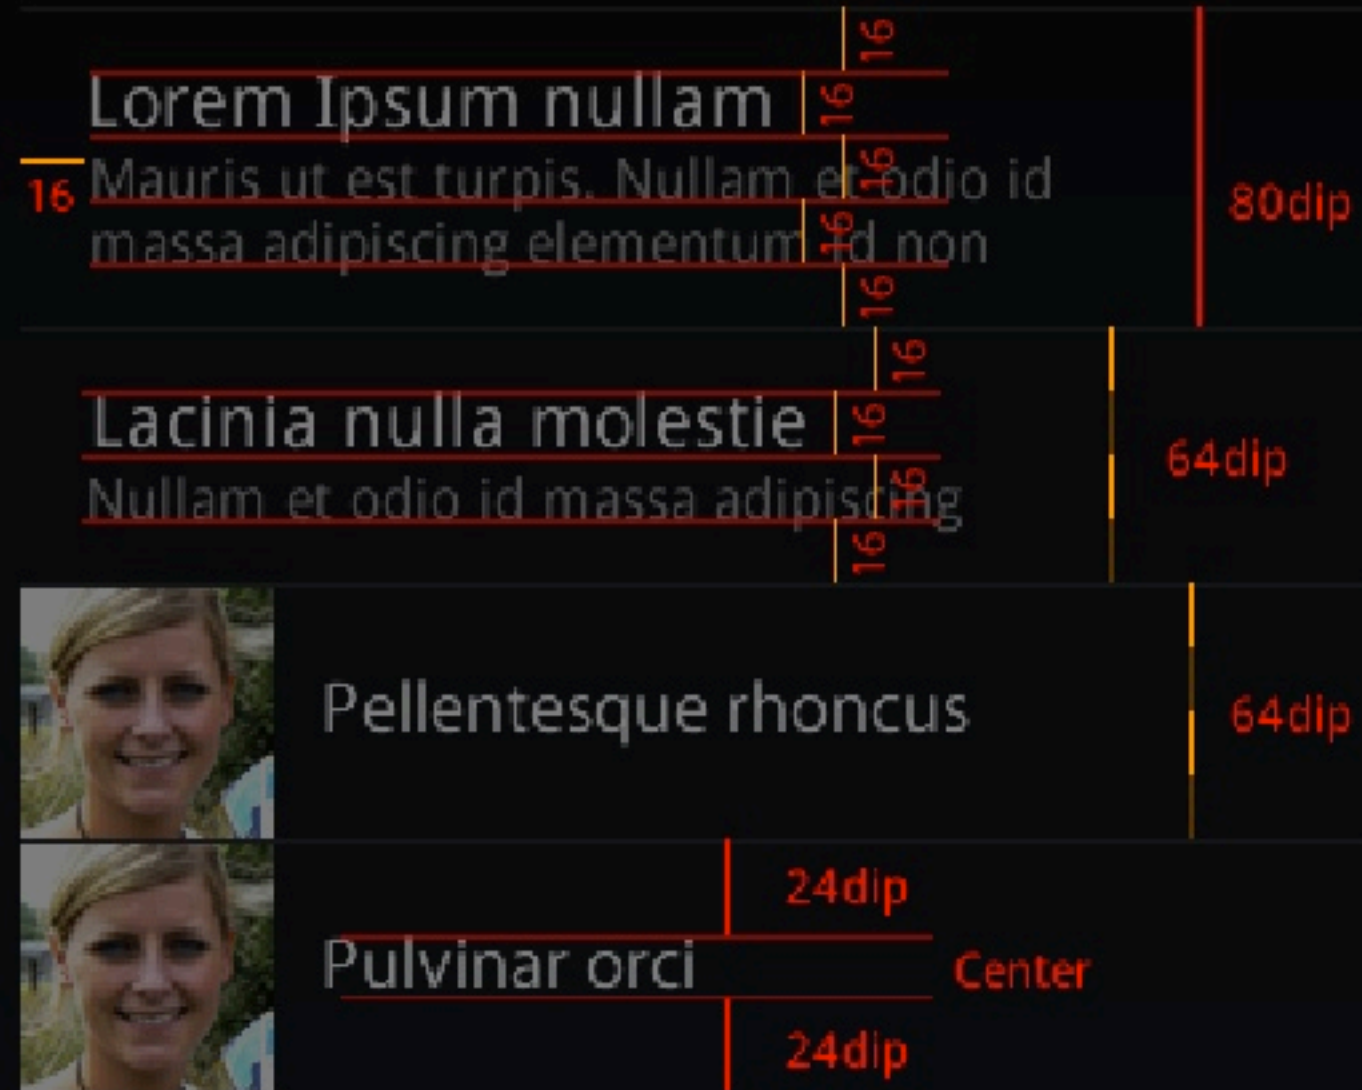 16
Lorem Ipsum nullam
16
16
Mauris ut est turpis. Nullam et odio id
16
80dip
massa adipiscing elementum id non
16
16
16
Lacinia nulla molestie
16
64dip
Nullam et odio id massa adipiscing
16
16
Pellentesque rhoncus
64dip
24dip
Pulvinar orci
Center
24dip